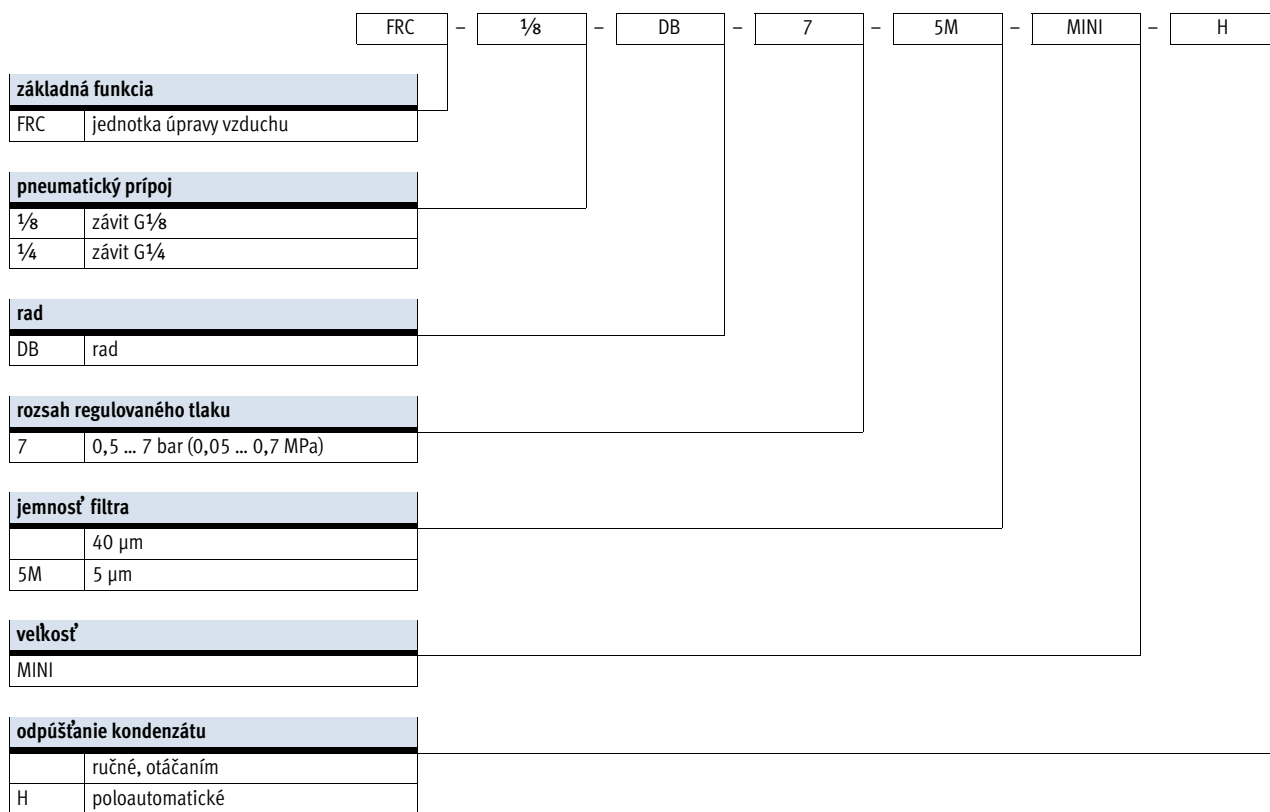 FRC – ⅛ – DB – 7 – 5M – MINI – H
základná funkcia
FRC jednotka úpravy vzduchu
pneumatický prípoj
⅛ závit G⅛
¼ závit G¼
rad
DB rad
rozsah regulovaného tlaku
7 0,5 ... 7 bar (0,05 ... 0,7 MPa)
jemnosť filtra
40 µm
5M 5 µm
veľkosť
MINI
odpúšťanie kondenzátu
ručné, otáčaním
H poloautomatické